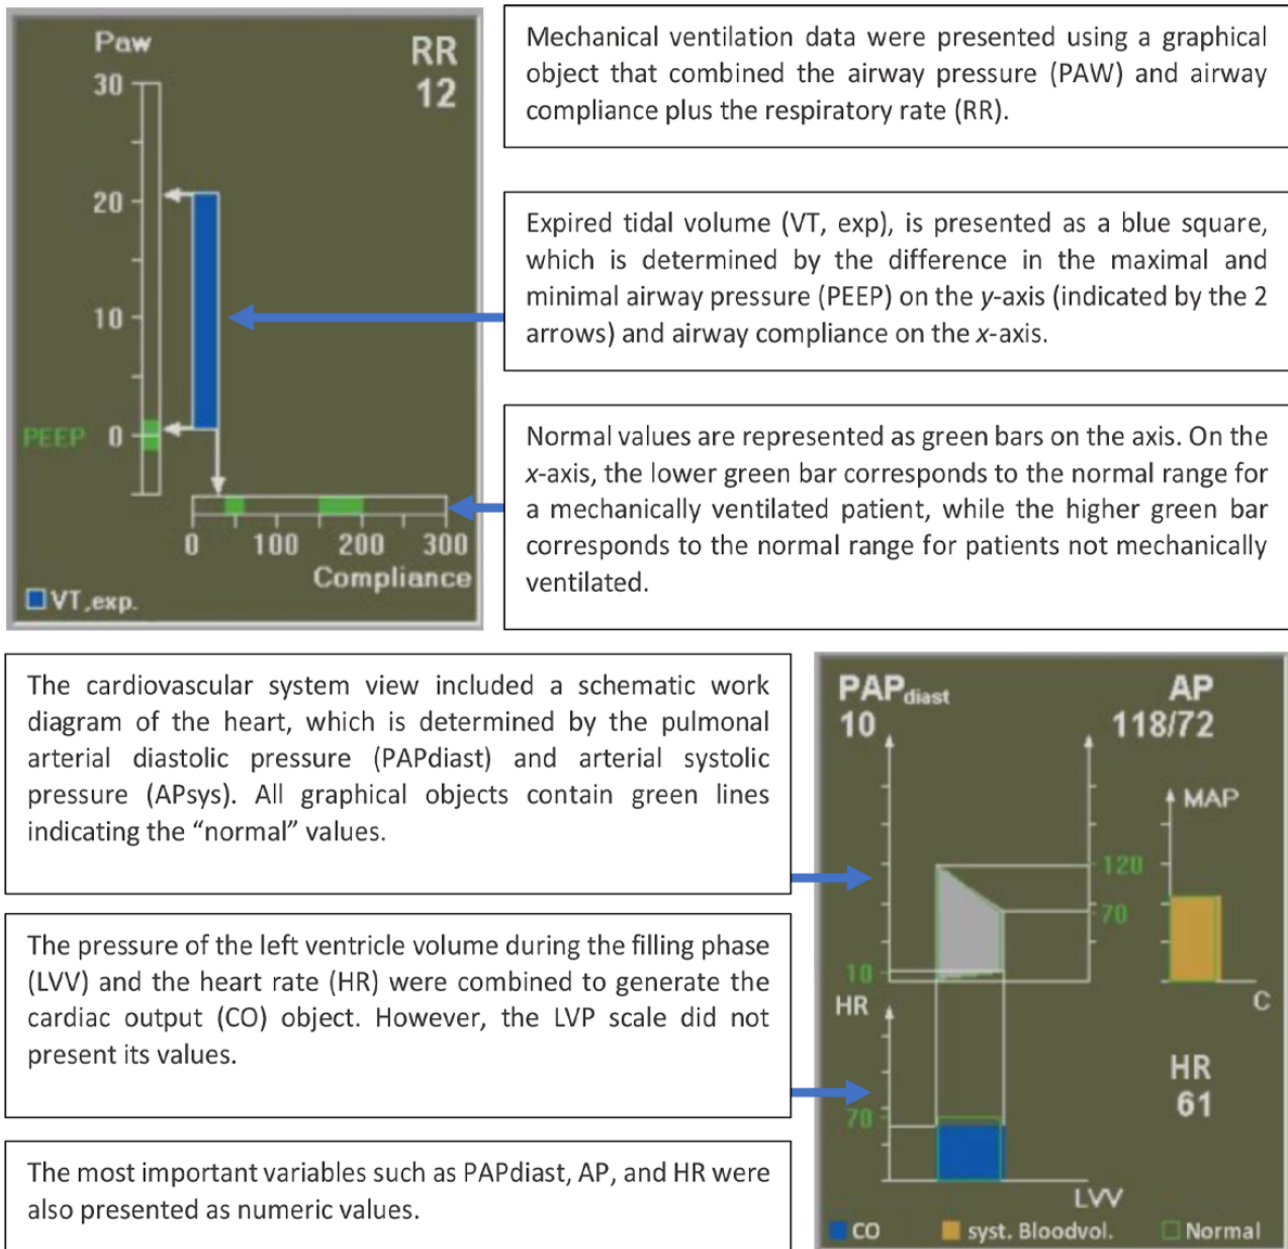 Paw
RR
12
30
20
10
PEEP 0
0 100 200 300
Compliance
VT,exp.
Mechanical ventilation data were presented using a graphical
object that combined the airway pressure (PAW) and airway
compliance plus the respiratory rate (RR).
Expired tidal volume (VT, exp), is presented as a blue square,
which is determined by the difference in the maximal and
minimal airway pressure (PEEP) on the y-axis (indicated by the 2
arrows) and airway compliance on the x-axis.
Normal values are represented as green bars on the axis. On the
x-axis, the lower green bar corresponds to the normal range for
a mechanically ventilated patient, while the higher green bar
corresponds to the normal range for patients not mechanically
ventilated.
The cardiovascular system view included a schematic work
diagram of the heart, which is determined by the pulmonal
arterial diastolic pressure (PAPdiast) and arterial systolic
pressure (APsys). All graphical objects contain green lines
indicating the “normal” values.
The pressure of the left ventricle volume during the filling phase
(LVV) and the heart rate (HR) were combined to generate the
cardiac output (CO) object. However, the LVP scale did not
present its values.
The most important variables such as PAPdiast, AP, and HR were
also presented as numeric values.
PAPdiast
10
AP
118/72
MAP
120
70
10
HR
C
HR
61
70
LVV
CO syst. Bloodvol. Normal